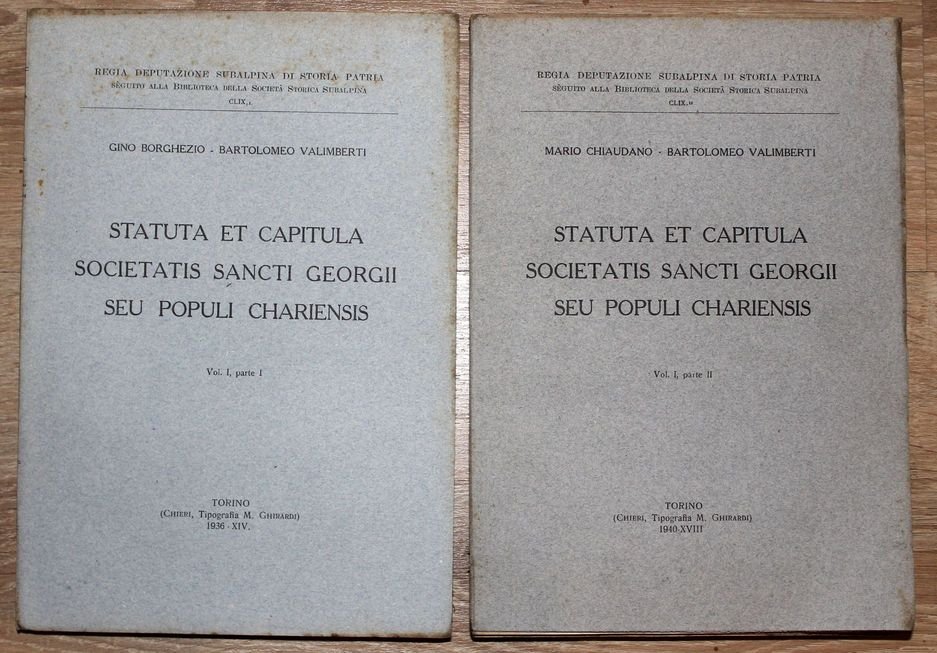 REGIA DEPUTAZIONE SUBALPINA DI STORIA PATRIA
SEGUITO ALLA BIBLIOTECA DELLA SOCIETÀ STORICA SUBALPINA
CLIX, I.
GINO BORGHEZIO - BARTOLOMEO VALIMBERTI
STATUTA ET CAPITULA
SOCIETATIS SANCTI GEORGII
SEU POPULI CHARIENSIS
Vol. I, parte I
TORINO
(CHIERI, Tipografia M. GHIRARDI)
1936 - XIV.
REGIA DEPUTAZIONE SUBALPINA DI STORIA PATRIA
SEGUITO ALLA BIBLIOTECA DELLA SOCIETÀ STORICA SUBALPINA
CLIX.
MARIO CHIAUDANO - BARTOLOMEO VALIMBERTI
STATUTA ET CAPITULA
SOCIETATIS SANCTI GEORGII
SEU POPULI CHARIENSIS
Vol. I, parte II
TORINO
(CHIERI, Tipografia M. GHIRARDI)
1940-XVIII